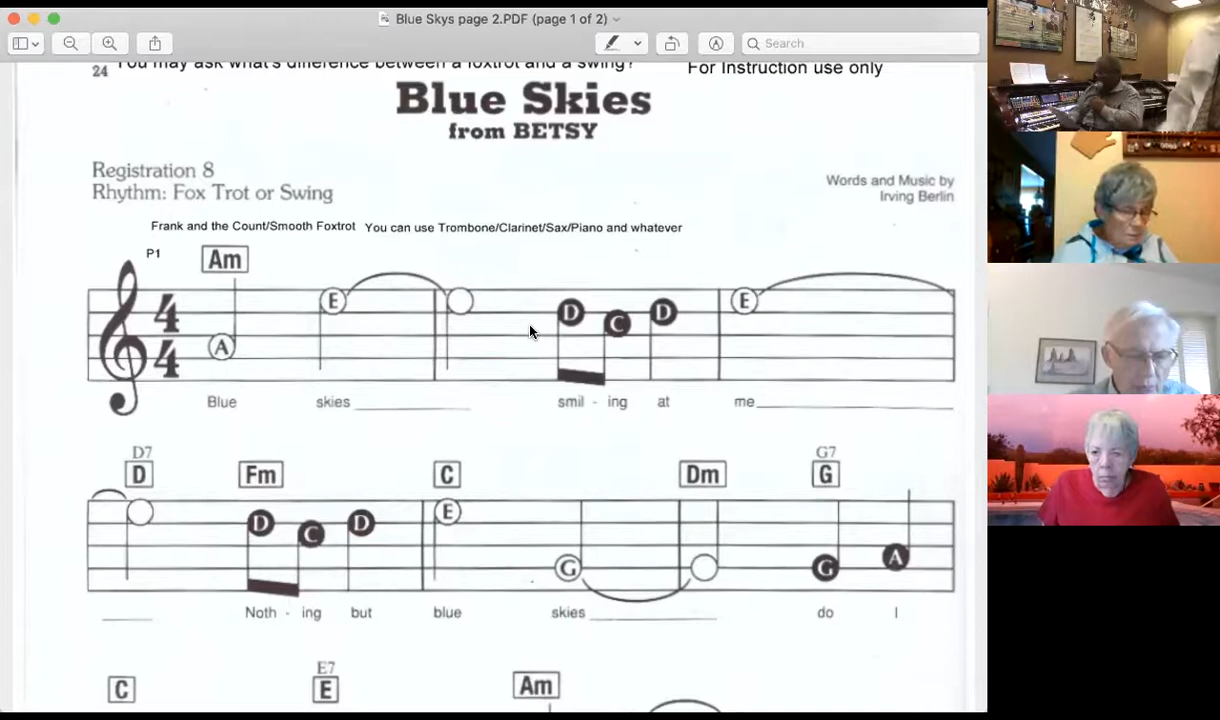 Blue Skys page 2.PDF (page 1 of 2)
Search
24 You may ask what's difference between a foxtrot and a swing? For Instruction use only
Blue Skies
from BETSY
Registration 8
Rhythm: Fox Trot or Swing
Words and Music by
Irving Berlin
Frank and the Count/Smooth Foxtrot You can use Trombone/Clarinet/Sax/Piano and whatever
P1
Am
4
4
A E D C D E
Blue skies smil - ing at me
D7 G7
D Fm C Dm G
D C D E G G A
Noth - ing but blue skies do I
E7
C E Am